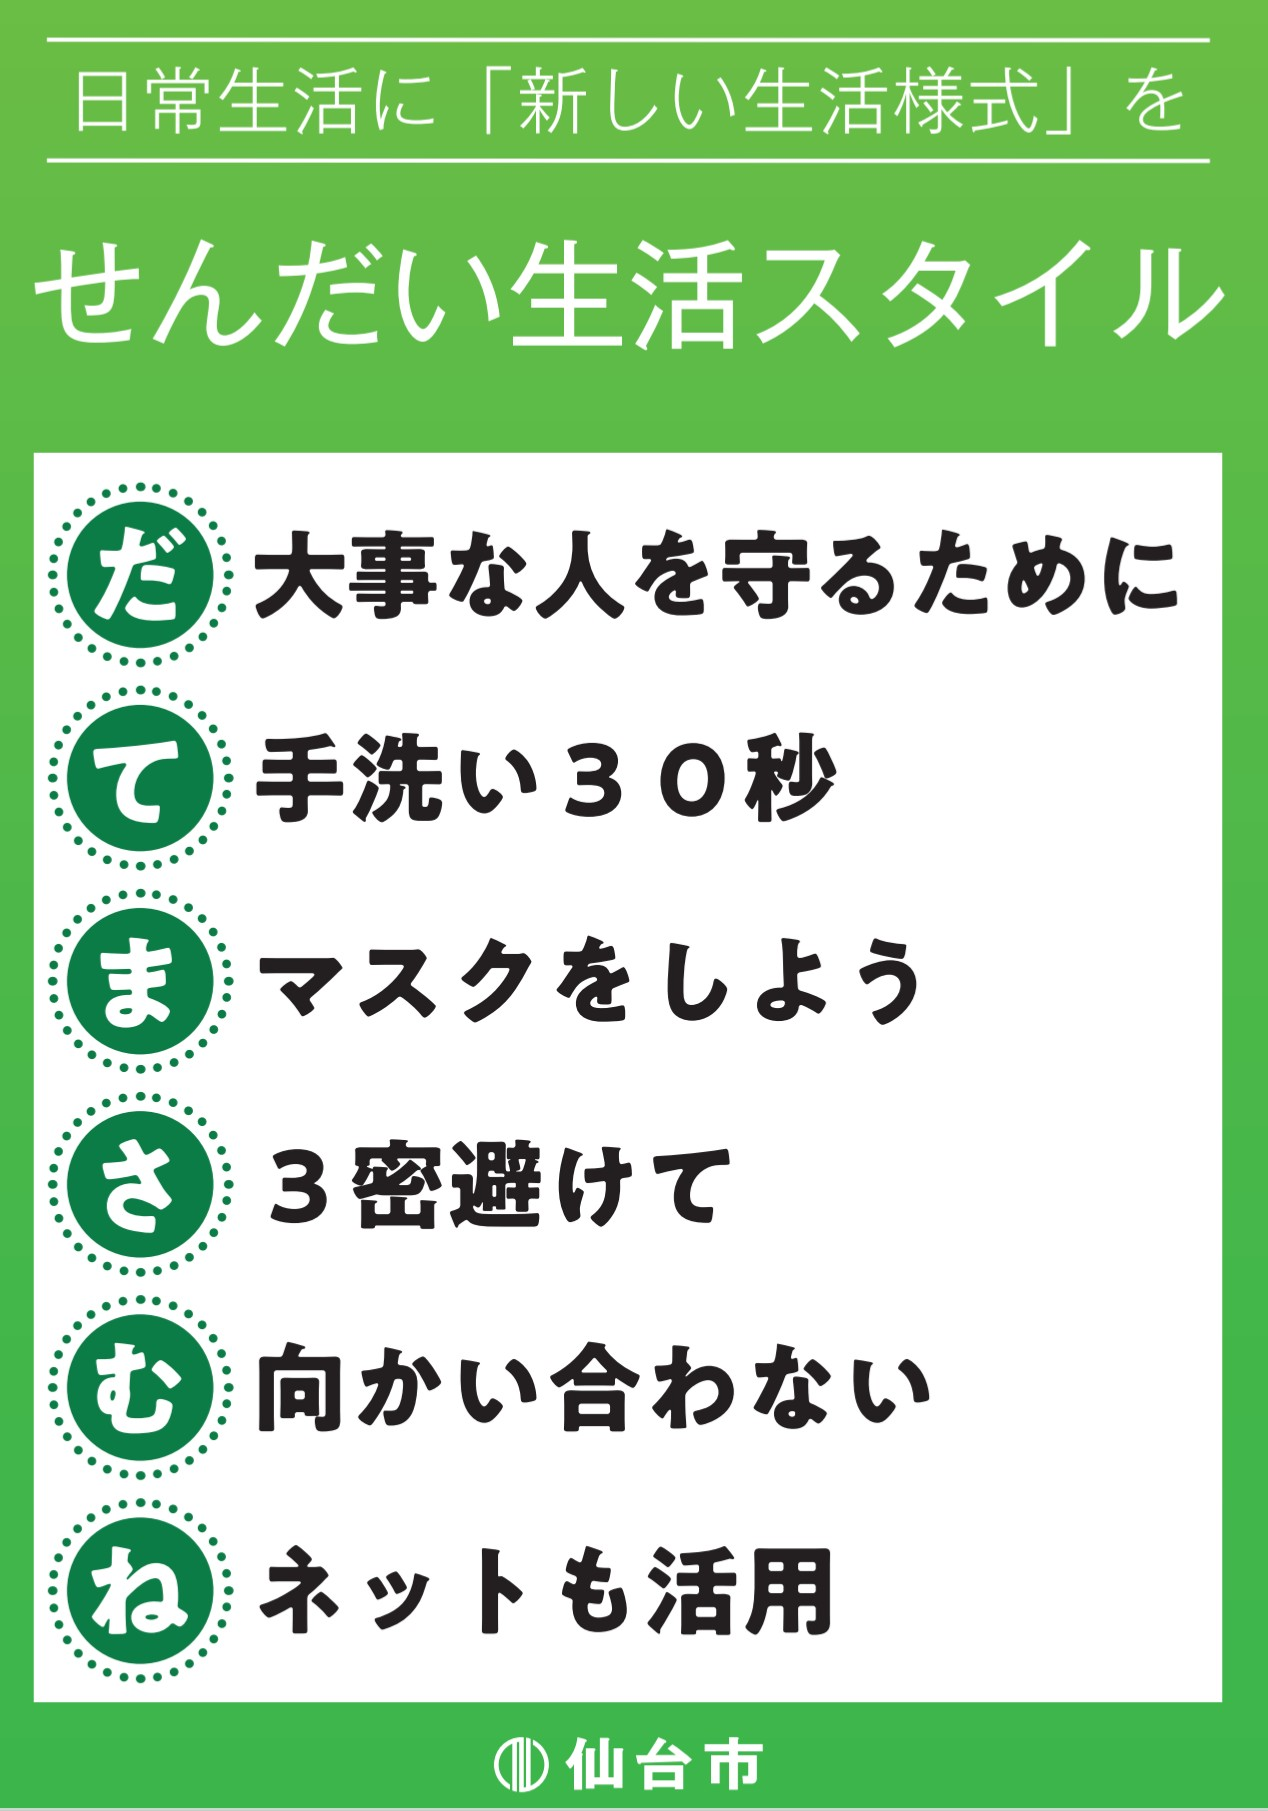 日常生活に「新しい生活様式」を
せんだい生活スタイル
だ 大事な人を守るために
て 手洗い３０秒
ま マスクをしよう
さ ３密避けて
む 向かい合わない
ね ネットも活用
仙台市